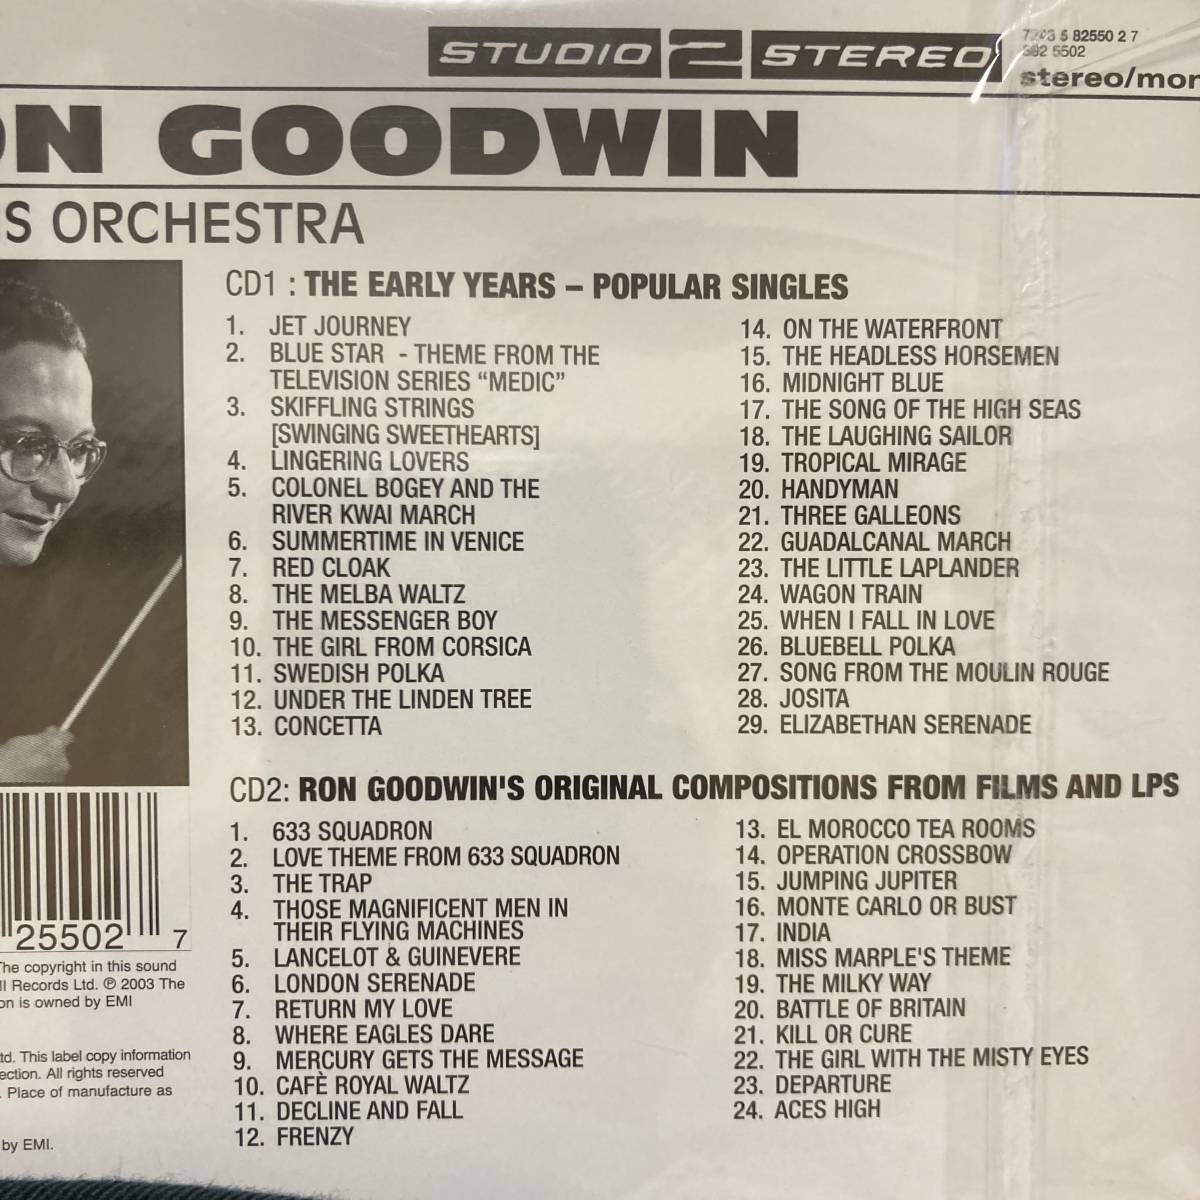 STUDIO 2 STEREO
5 82550 2 7
5502
stereo/mon
ON GOODWIN
S ORCHESTRA
CD1 : THE EARLY YEARS – POPULAR SINGLES
1. JET JOURNEY
2. BLUE STAR - THEME FROM THE
TELEVISION SERIES “MEDIC”
3. SKIFFLING STRINGS
[SWINGING SWEETHEARTS]
4. LINGERING LOVERS
5. COLONEL BOGEY AND THE
RIVER KWAI MARCH
6. SUMMERTIME IN VENICE
7. RED CLOAK
8. THE MELBA WALTZ
9. THE MESSENGER BOY
10. THE GIRL FROM CORSICA
11. SWEDISH POLKA
12. UNDER THE LINDEN TREE
13. CONCETTA
14. ON THE WATERFRONT
15. THE HEADLESS HORSEMEN
16. MIDNIGHT BLUE
17. THE SONG OF THE HIGH SEAS
18. THE LAUGHING SAILOR
19. TROPICAL MIRAGE
20. HANDYMAN
21. THREE GALLEONS
22. GUADALCANAL MARCH
23. THE LITTLE LAPLANDER
24. WAGON TRAIN
25. WHEN I FALL IN LOVE
26. BLUEBELL POLKA
27. SONG FROM THE MOULIN ROUGE
28. JOSITA
29. ELIZABETHAN SERENADE
CD2: RON GOODWIN'S ORIGINAL COMPOSITIONS FROM FILMS AND LPS
1. 633 SQUADRON
2. LOVE THEME FROM 633 SQUADRON
3. THE TRAP
4. THOSE MAGNIFICENT MEN IN
THEIR FLYING MACHINES
5. LANCELOT & GUINEVERE
6. LONDON SERENADE
7. RETURN MY LOVE
8. WHERE EAGLES DARE
9. MERCURY GETS THE MESSAGE
10. CAFÈ ROYAL WALTZ
11. DECLINE AND FALL
12. FRENZY
13. EL MOROCCO TEA ROOMS
14. OPERATION CROSSBOW
15. JUMPING JUPITER
16. MONTE CARLO OR BUST
17. INDIA
18. MISS MARPLE'S THEME
19. THE MILKY WAY
20. BATTLE OF BRITAIN
21. KILL OR CURE
22. THE GIRL WITH THE MISTY EYES
23. DEPARTURE
24. ACES HIGH
25502 7
The copyright in this sound
I Records Ltd. ℗ 2003 The
on is owned by EMI
td. This label copy information
ection. All rights reserved
. Place of manufacture as
by EMI.